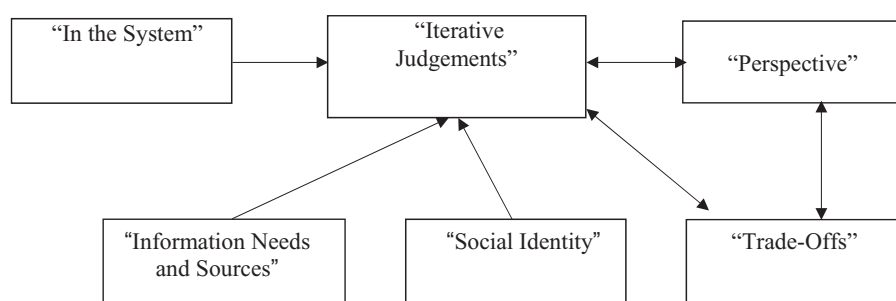 “In the System”
“Iterative
Judgements”
“Perspective”
“Information Needs
and Sources”
“Social Identity”
“Trade-Offs”